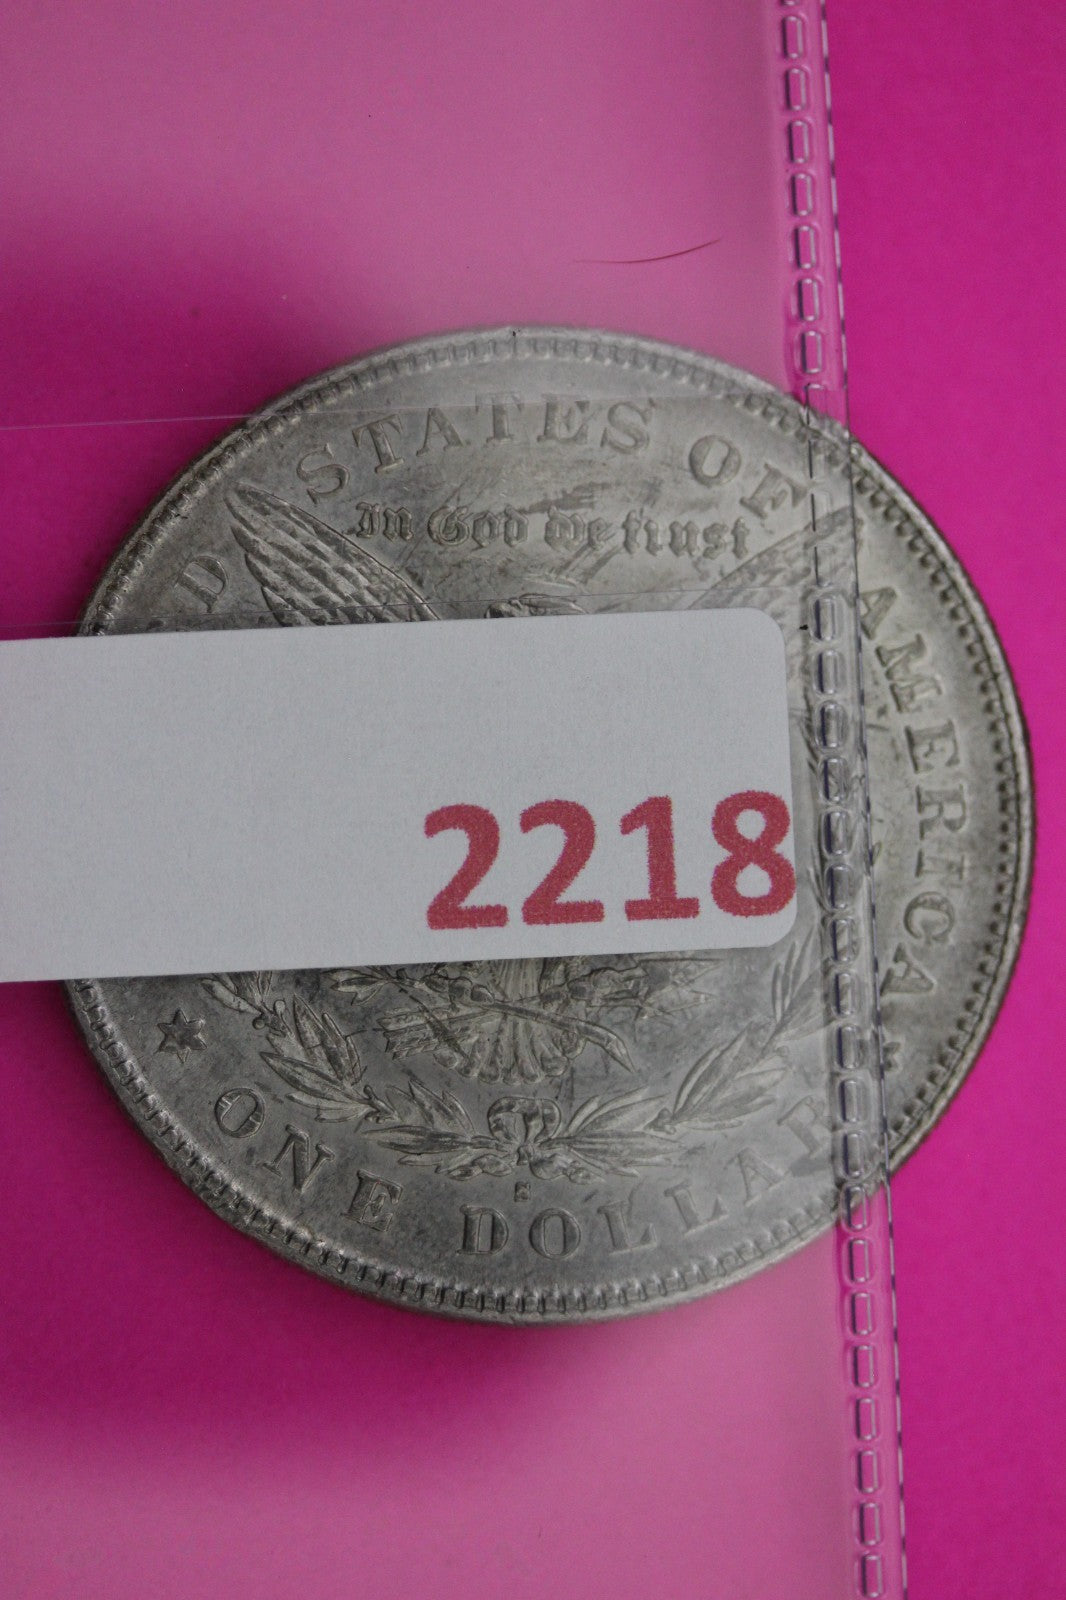 D STATES OF AMERICA
In God We Trust
2218
S
ONE DOLLAR